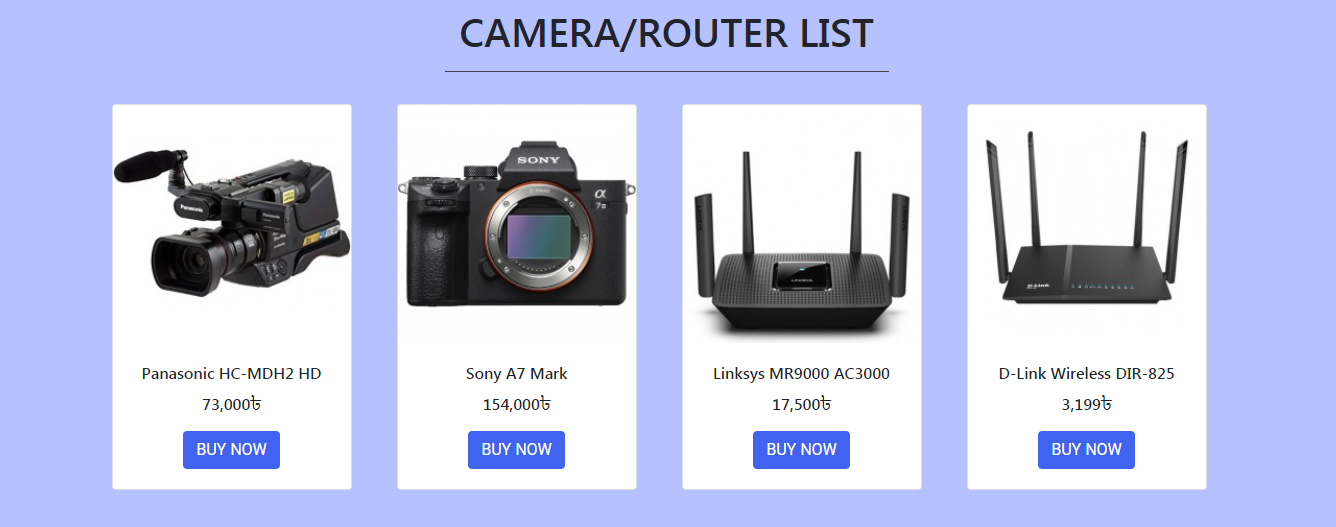 CAMERA/ROUTER LIST
Panasonic
SONY
α
7III
LINKSYS
D-Link
Panasonic HC-MDH2 HD
Sony A7 Mark
Linksys MR9000 AC3000
D-Link Wireless DIR-825
73,000৳
154,000৳
17,500৳
3,199৳
BUY NOW
BUY NOW
BUY NOW
BUY NOW